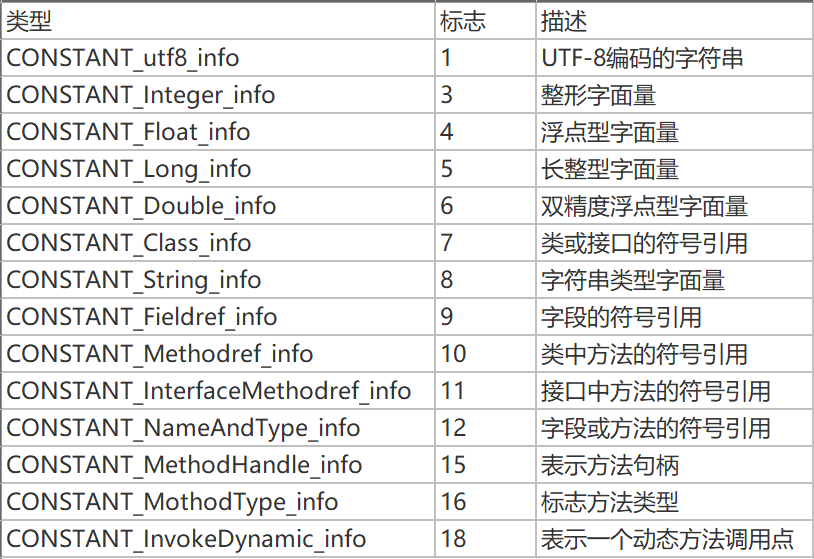 类型 标志 描述
CONSTANT_utf8_info 1 UTF-8编码的字符串
CONSTANT_Integer_info 3 整形字面量
CONSTANT_Float_info 4 浮点型字面量
CONSTANT_Long_info 5 长整型字面量
CONSTANT_Double_info 6 双精度浮点型字面量
CONSTANT_Class_info 7 类或接口的符号引用
CONSTANT_String_info 8 字符串类型字面量
CONSTANT_Fieldref_info 9 字段的符号引用
CONSTANT_Methodref_info 10 类中方法的符号引用
CONSTANT_InterfaceMethodref_info 11 接口中方法的符号引用
CONSTANT_NameAndType_info 12 字段或方法的符号引用
CONSTANT_MethodHandle_info 15 表示方法句柄
CONSTANT_MothodType_info 16 标志方法类型
CONSTANT_InvokeDynamic_info 18 表示一个动态方法调用点